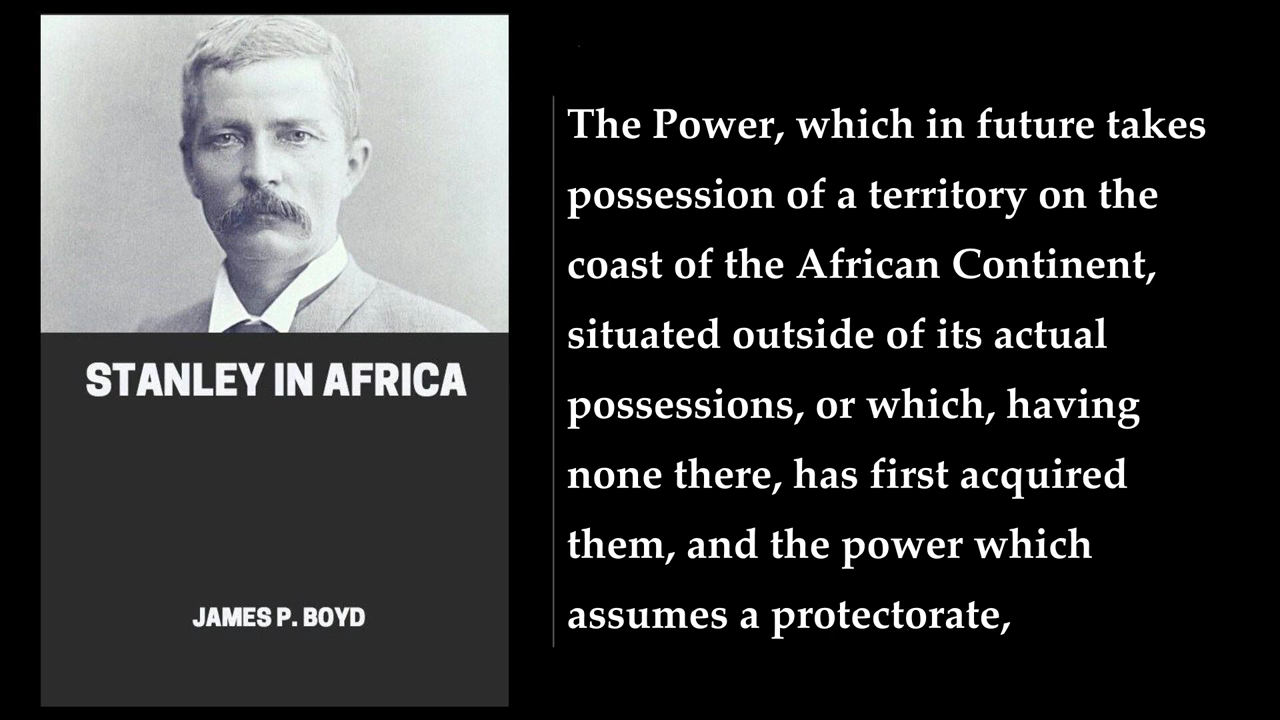 STANLEY IN AFRICA
JAMES P. BOYD
The Power, which in future takes
possession of a territory on the
coast of the African Continent,
situated outside of its actual
possessions, or which, having
none there, has first acquired
them, and the power which
assumes a protectorate,